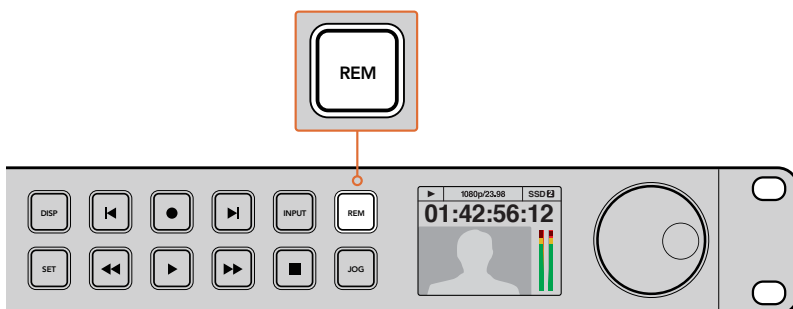 REM
DISP
INPUT
REM
1080p/23.98
SSD 2
01:42:56:12
SET
JOG